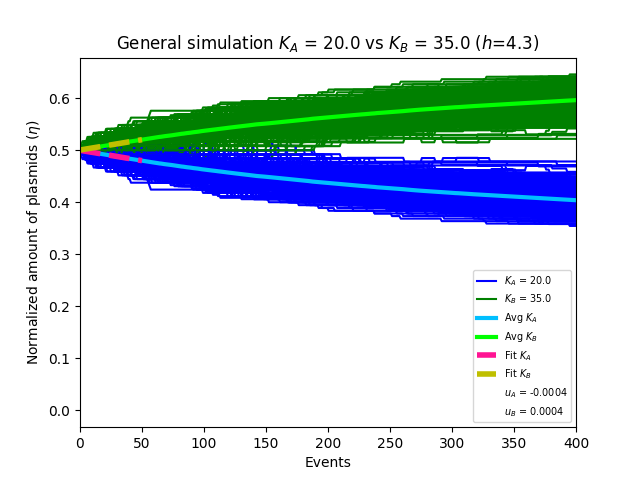 General simulation K_A = 20.0 vs K_B = 35.0 (h=4.3)
Normalized amount of plasmids (η)
0.6
0.5
0.4
0.3
0.2
0.1
0.0
K_A = 20.0
K_B = 35.0
Avg K_A
Avg K_B
Fit K_A
Fit K_B
u_A = -0.0004
u_B = 0.0004
0 50 100 150 200 250 300 350 400
Events